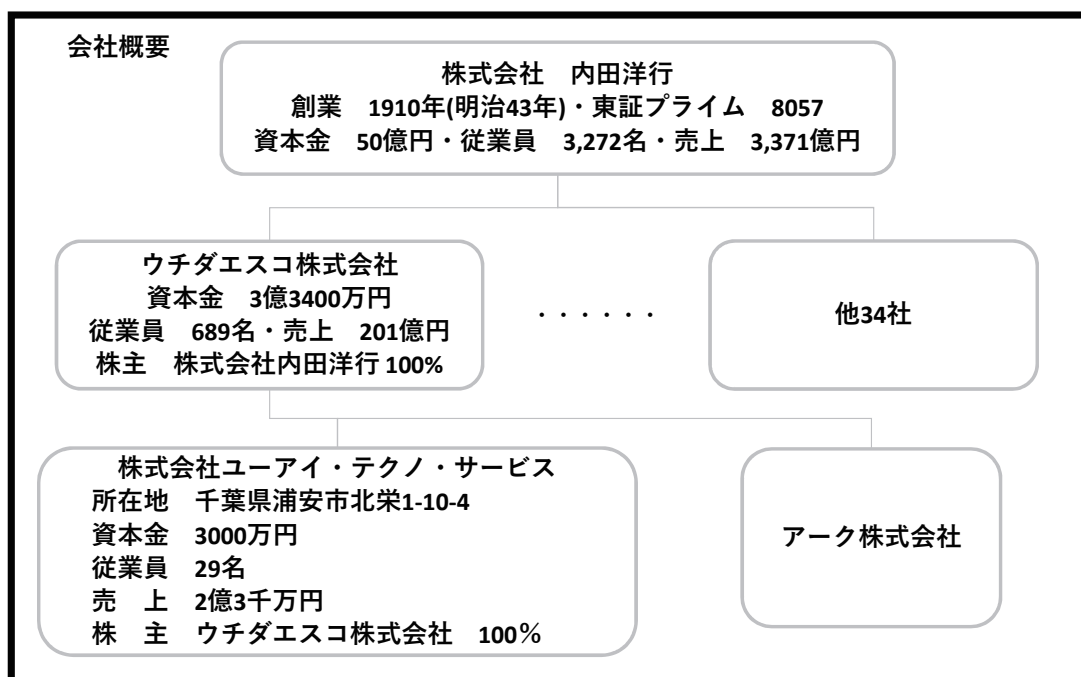 会社概要
株式会社　内田洋行
創業　1910年(明治43年)・東証プライム　8057
資本金　50億円・従業員　3,272名・売上　3,371億円
ウチダエスコ株式会社
資本金　3億3400万円
従業員　689名・売上　201億円
株主　株式会社内田洋行 100%
・・・・・・
他34社
株式会社ユーアイ・テクノ・サービス
所在地　千葉県浦安市北栄1-10-4
資本金　3000万円
従業員　29名
売　上　2億3千万円
株　主　ウチダエスコ株式会社　100％
アーク株式会社